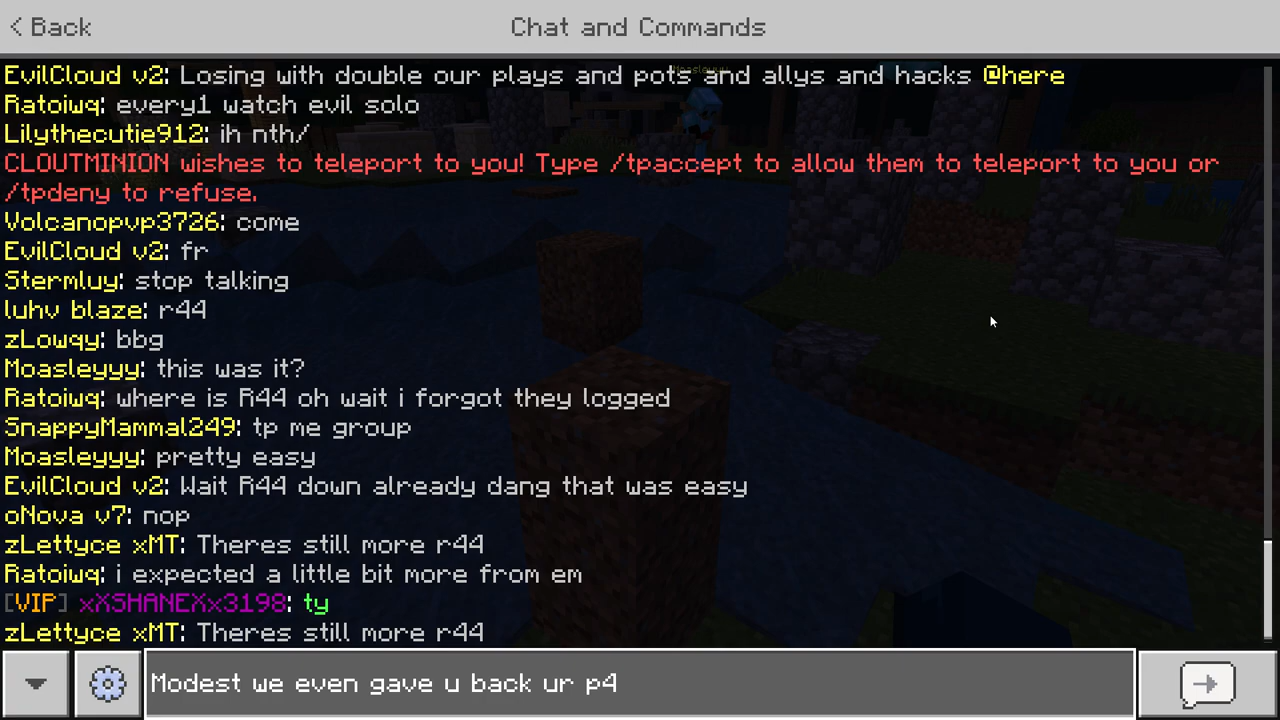 Back
Chat and Commands
Moasleyyy
EvilCloud v2: Losing with double our plays and pots and allys and hacks @here
Ratoiwq: every1 watch evil solo
Lilythecutie912: ih nth/
CLOUTMINION wishes to teleport to you! Type /tpaccept to allow them to teleport to you or
/tpdeny to refuse.
Volcanopvp3726: come
EvilCloud v2: fr
Stermluy: stop talking
luhv blaze: r44
zLowqy: bbg
Moasleyyy: this was it?
Ratoiwq: where is R44 oh wait i forgot they logged
SnappyMammal249: tp me group
Moasleyyy: pretty easy
EvilCloud v2: Wait R44 down already dang that was easy
oNova v7: nop
zLettyce xMT: Theres still more r44
Ratoiwq: i expected a little bit more from em
[VIP] xXSHANEXx3198: ty
zLettyce xMT: Theres still more r44
Modest we even gave u back ur p4